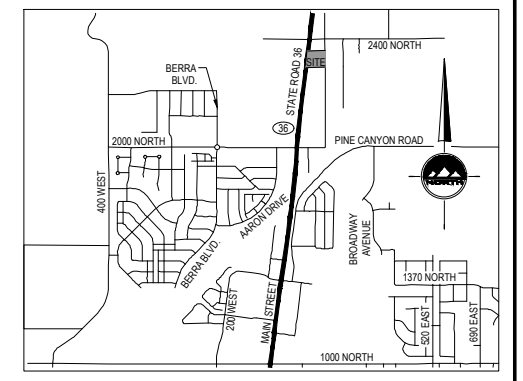 2400 NORTH
SITE
STATE ROAD 36
BERRA
BLVD.
36
2000 NORTH
PINE CANYON ROAD
NORTH
400 WEST
AARON DRIVE
BERRA BLVD.
BROADWAY
AVENUE
200 WEST
MAIN STREET
1370 NORTH
520 EAST
690 EAST
1000 NORTH